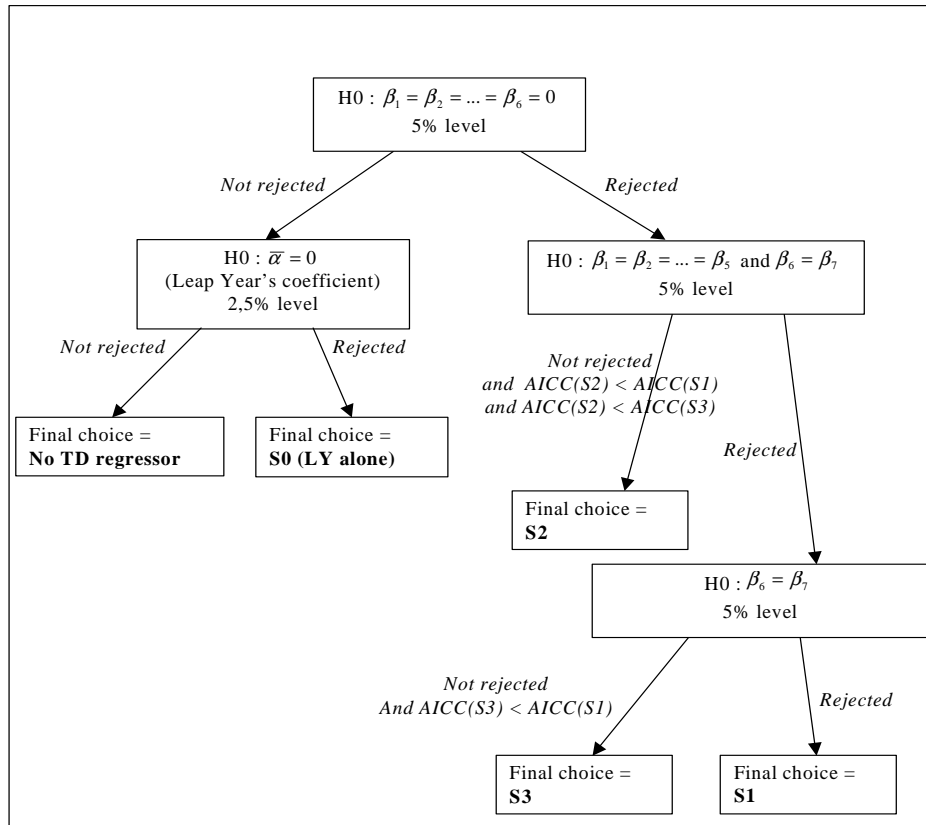 H0 : β₁ = β₂ = ... = β₆ = 0
5% level
Not rejected
Rejected
H0 : α̅ = 0
(Leap Year's coefficient)
2,5% level
H0 : β₁ = β₂ = ... = β₅ and β₆ = β₇
5% level
Not rejected
Rejected
Not rejected
and AICC(S2) < AICC(S1)
and AICC(S2) < AICC(S3)
Rejected
Final choice =
No TD regressor
Final choice =
S0 (LY alone)
Final choice =
S2
H0 : β₆ = β₇
5% level
Not rejected
And AICC(S3) < AICC(S1)
Rejected
Final choice =
S3
Final choice =
S1